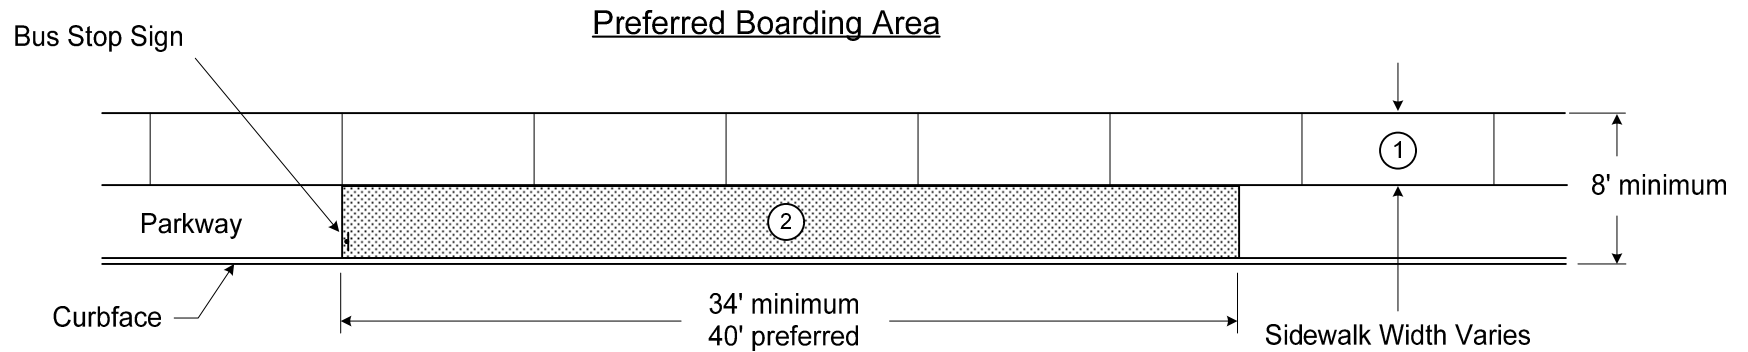 Preferred Boarding Area
Bus Stop Sign
1
8' minimum
Parkway
2
Curbface
34' minimum
40' preferred
Sidewalk Width Varies